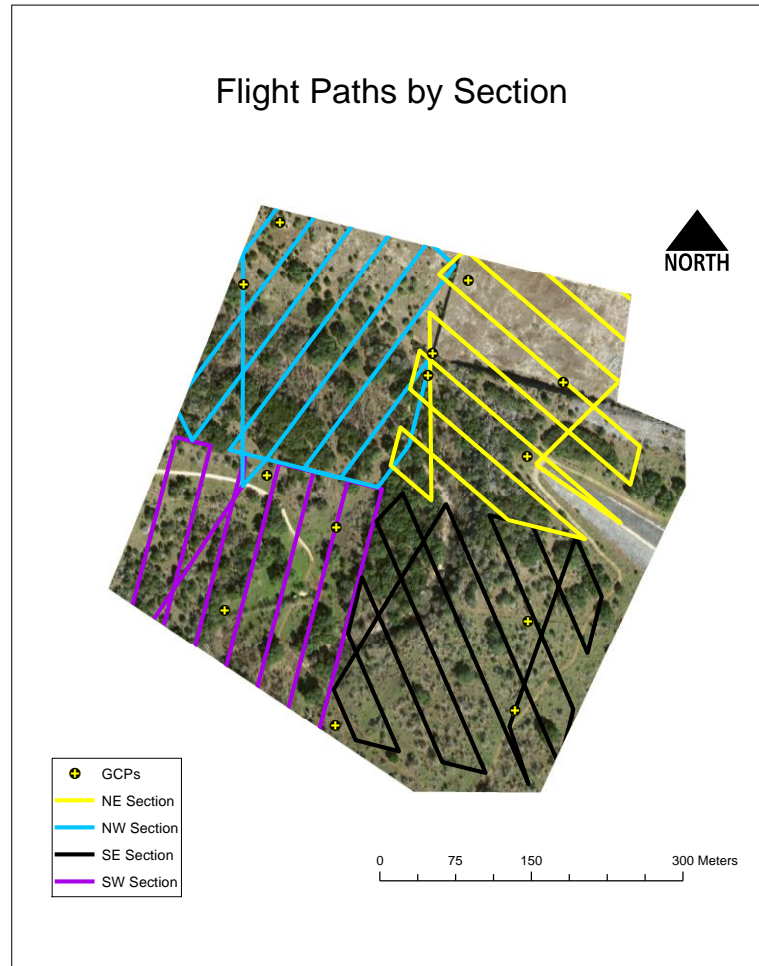 Flight Paths by Section
NORTH
GCPs
NE Section
NW Section
SE Section
SW Section
0 75 150 300 Meters